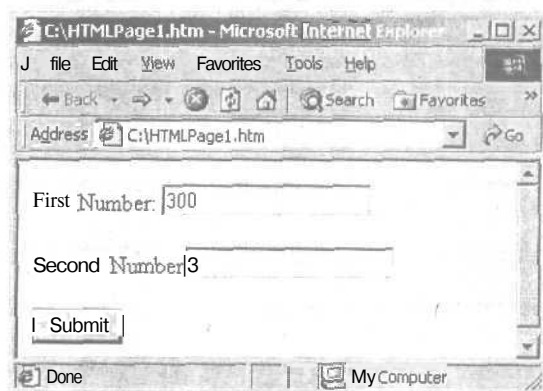 C:\HTMLPage1.htm - Microsoft Internet Explorer
J file Edit View Favorites Tools Help
Back Search Favorites »
Address C:\HTMLPage1.htm Go
First Number: 300
Second Number 3
I Submit |
Done My Computer